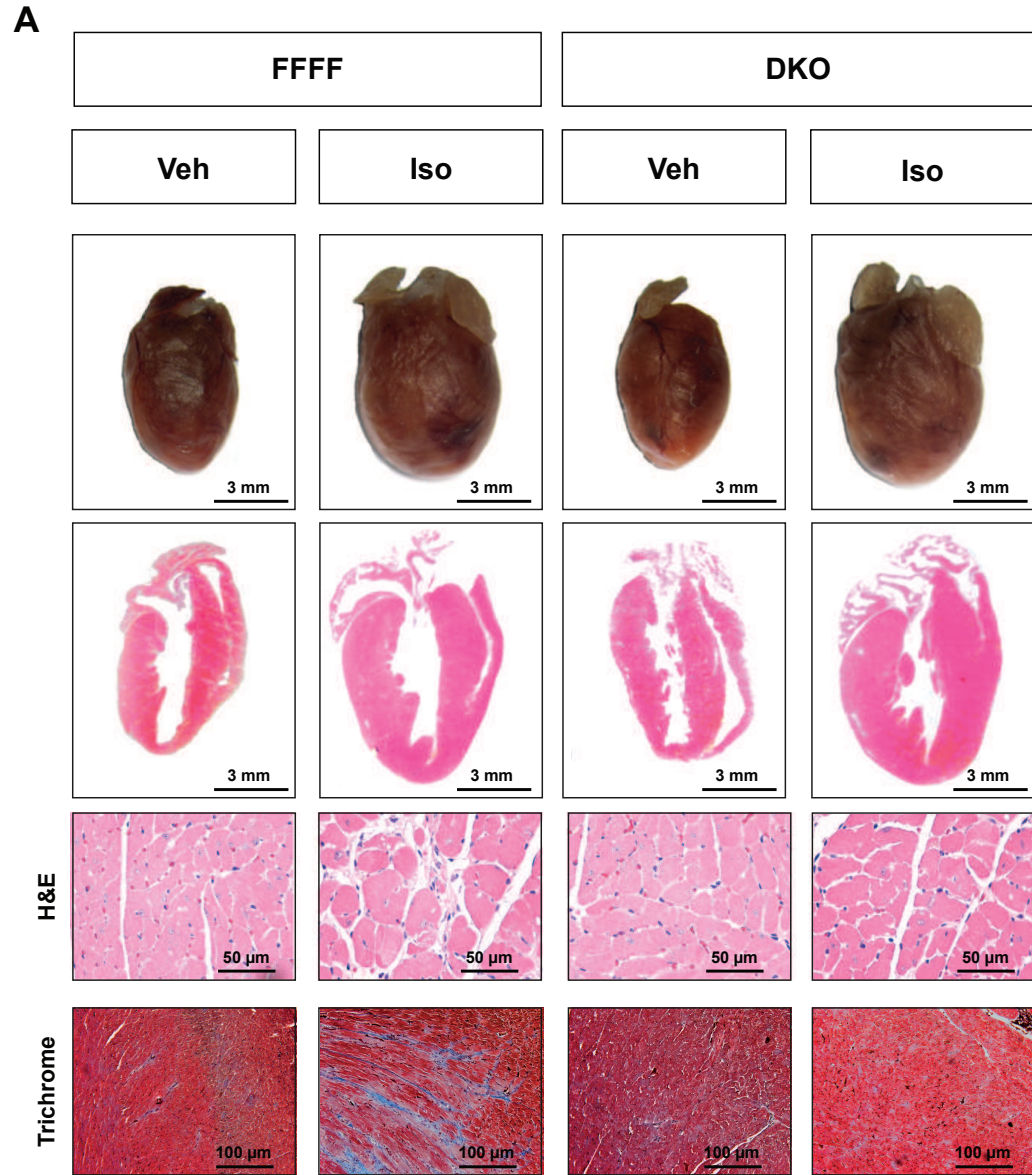 A
FFFF DKO
Veh Iso Veh Iso
3 mm 3 mm 3 mm 3 mm
3 mm 3 mm 3 mm 3 mm
H&E
50 µm 50 µm 50 µm 50 µm
Trichrome
100 µm 100 µm 100 µm 100 µm